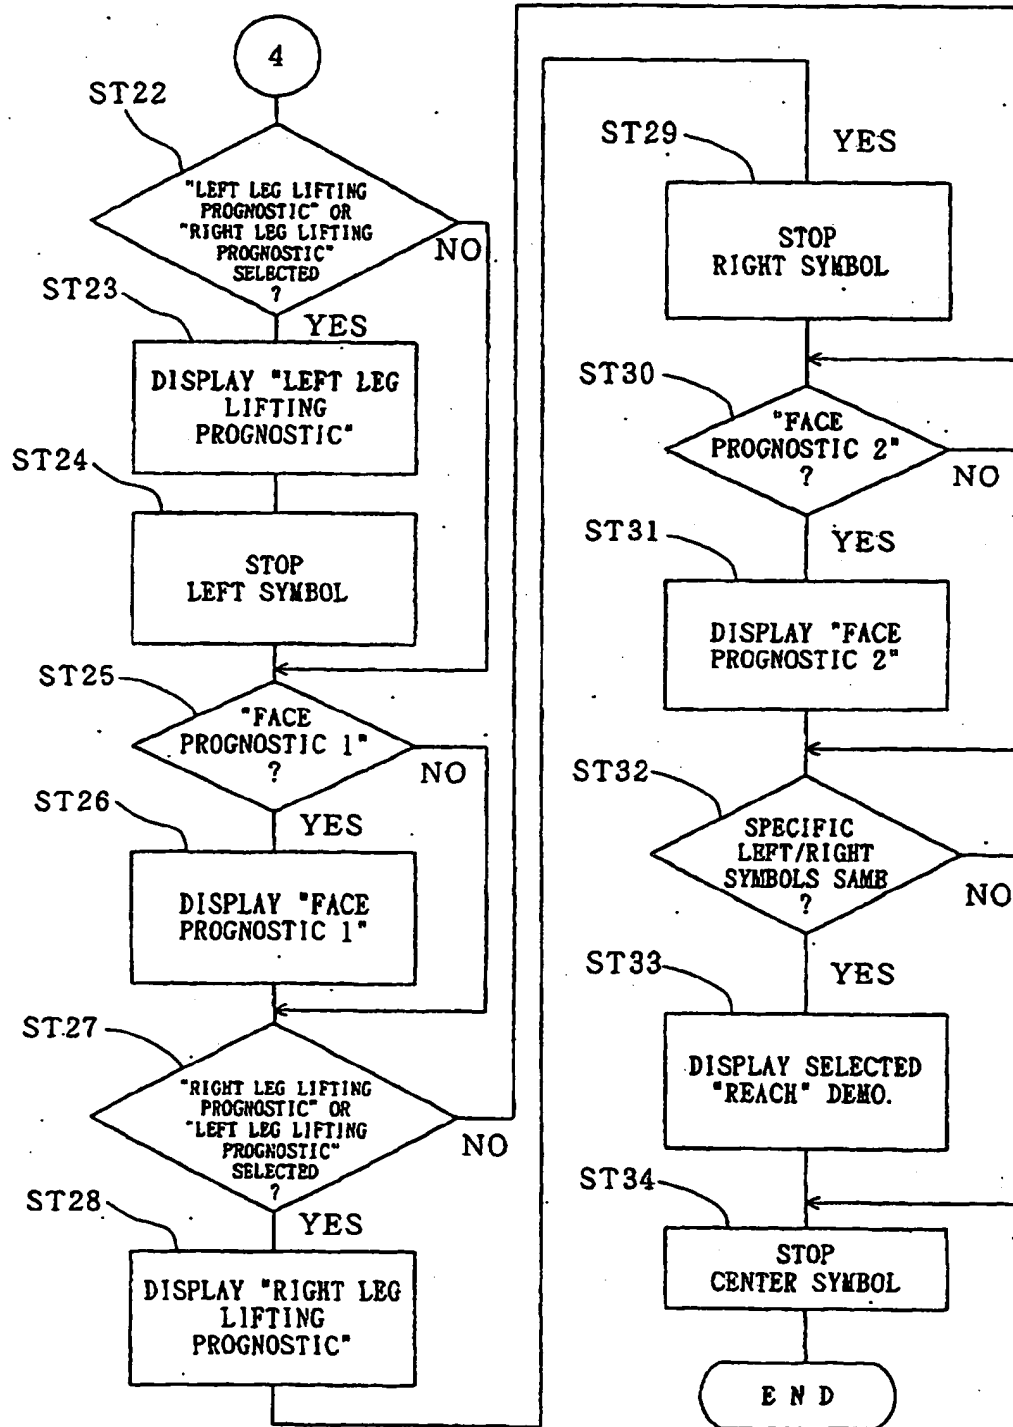 4
ST22
"LEFT LEG LIFTING
PROGNOSTIC" OR
"RIGHT LEG LIFTING
PROGNOSTIC"
SELECTED
?
NO
YES
ST23
DISPLAY "LEFT LEG
LIFTING
PROGNOSTIC"
ST24
STOP
LEFT SYMBOL
ST25
"FACE
PROGNOSTIC 1"
?
NO
YES
ST26
DISPLAY "FACE
PROGNOSTIC 1"
ST27
"RIGHT LEG LIFTING
PROGNOSTIC" OR
"LEFT LEG LIFTING
PROGNOSTIC"
SELECTED
?
NO
YES
ST28
DISPLAY "RIGHT LEG
LIFTING
PROGNOSTIC"
YES
ST29
STOP
RIGHT SYMBOL
ST30
"FACE
PROGNOSTIC 2"
?
NO
YES
ST31
DISPLAY "FACE
PROGNOSTIC 2"
ST32
SPECIFIC
LEFT/RIGHT
SYMBOLS SAME
?
NO
YES
ST33
DISPLAY SELECTED
"REACH" DEMO.
ST34
STOP
CENTER SYMBOL
END